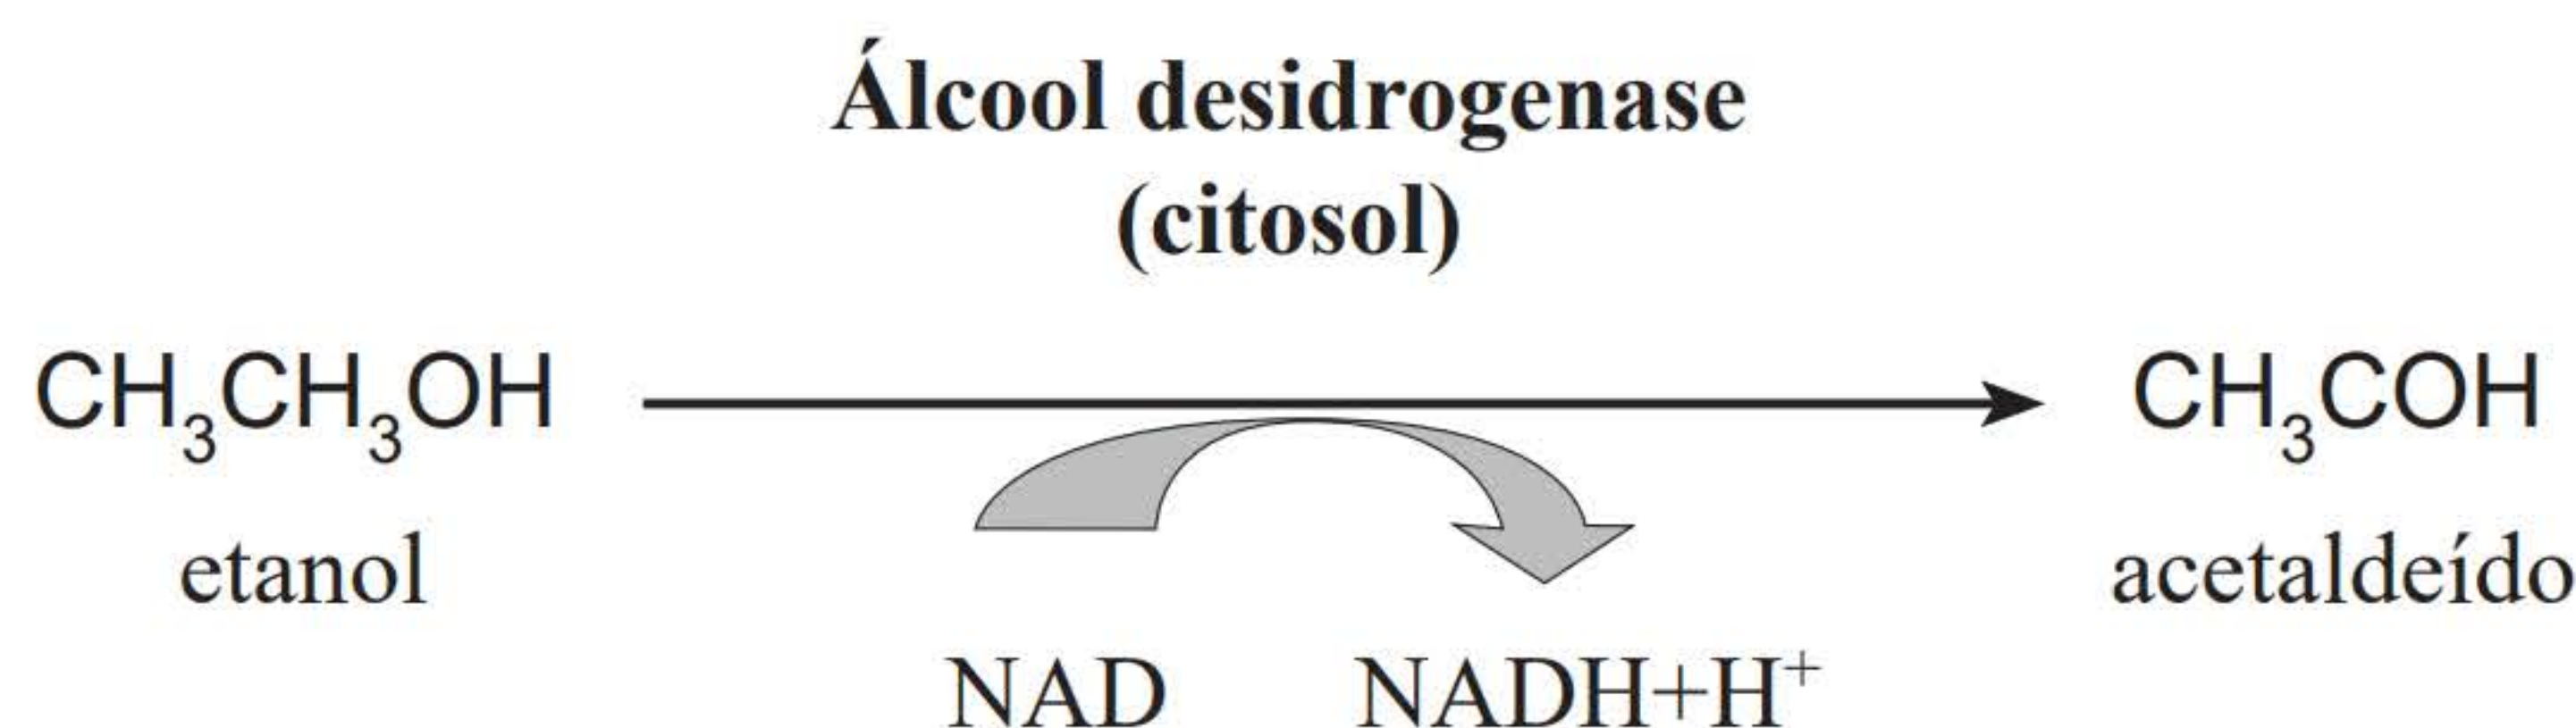 Álcool desidrogenase
(citosol)
CH₃CH₃OH
CH₃COH
etanol
acetaldeído
NAD
NADH+H⁺